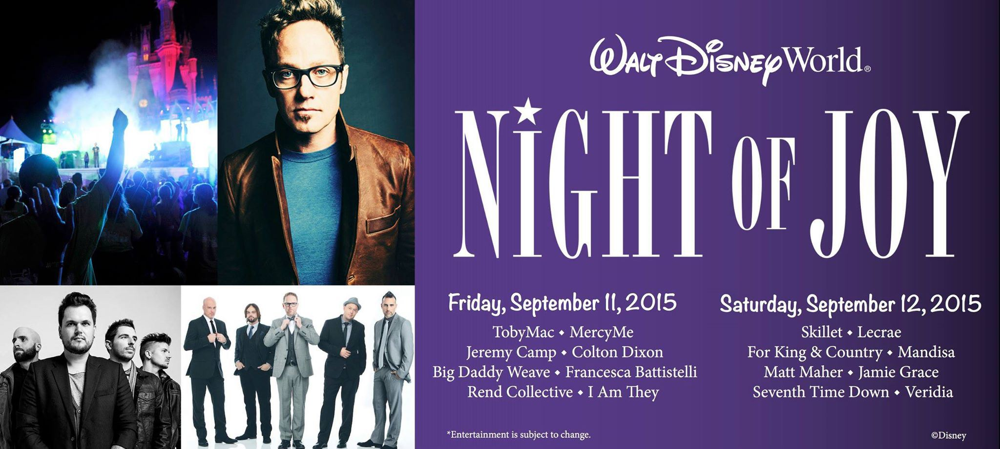 WALT DISNEY World®
NiGHT OF JOY
Friday, September 11, 2015
TobyMac ⬥ MercyMe
Jeremy Camp ⬥ Colton Dixon
Big Daddy Weave ⬥ Francesca Battistelli
Rend Collective ⬥ I Am They
Saturday, September 12, 2015
Skillet ⬥ Lecrae
For King & Country ⬥ Mandisa
Matt Maher ⬥ Jamie Grace
Seventh Time Down ⬥ Veridia
*Entertainment is subject to change.
©Disney